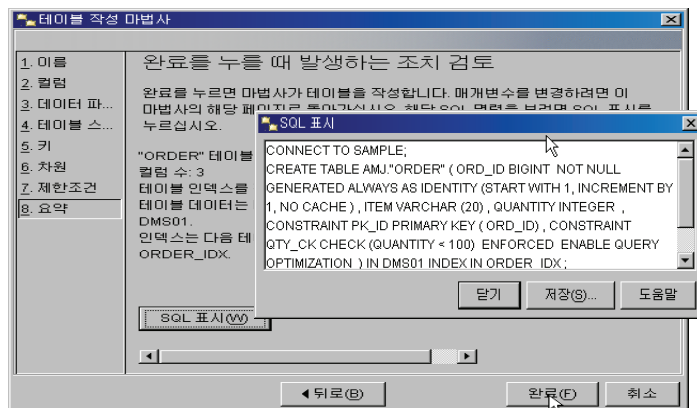 테이블 작성 마법사
1. 이름
2. 컬럼
3. 데이터 파...
4. 테이블 스...
5. 키
6. 차원
7. 제한조건
8. 요약
완료를 누를 때 발생하는 조치 검토
완료를 누르면 마법사가 테이블을 작성합니다. 매개변수를 변경하려면 이
마법사의 해당 페이지로 돌아가십시오. 해당 SQL 명령을 보려면 SQL 표시를
누르십시오.
"ORDER" 테이블
컬럼 수: 3
테이블 인덱스를
테이블 데이터는
DMS01.
인덱스는 다음 테
ORDER_IDX.
SQL 표시(W)
SQL 표시
CONNECT TO SAMPLE;
CREATE TABLE AMJ."ORDER" ( ORD_ID BIGINT NOT NULL
GENERATED ALWAYS AS IDENTITY (START WITH 1, INCREMENT BY
1, NO CACHE ) , ITEM VARCHAR (20) , QUANTITY INTEGER ,
CONSTRAINT PK_ID PRIMARY KEY ( ORD_ID) , CONSTRAINT
QTY_CK CHECK (QUANTITY < 100) ENFORCED ENABLE QUERY
OPTIMIZATION ) IN DMS01 INDEX IN ORDER_IDX ;
닫기 저장(S)... 도움말
뒤로(B) 완료(F) 취소